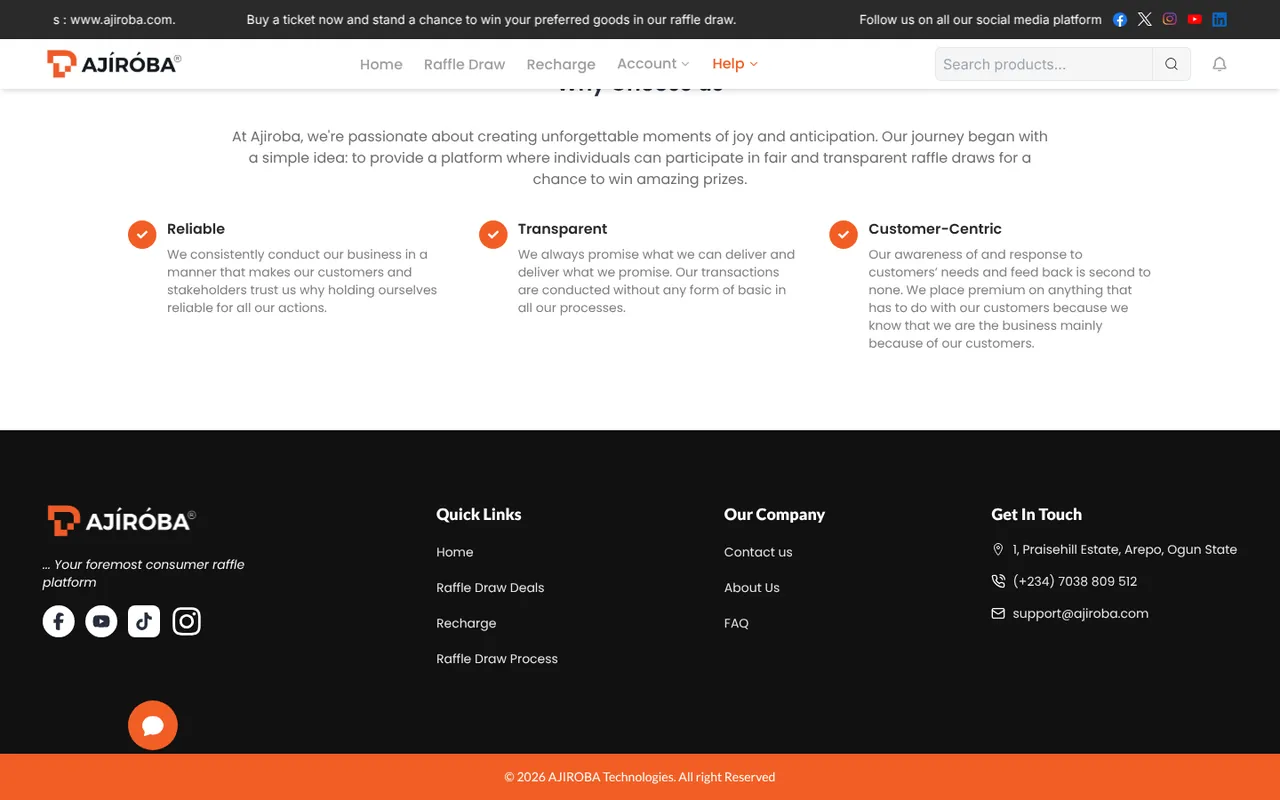 s : www.ajiroba.com.
Buy a ticket now and stand a chance to win your preferred goods in our raffle draw.
Follow us on all our social media platform
AJÍRÓBA®
Home
Raffle Draw
Recharge
Account
Help
Search products...
Why Choose us
At Ajiroba, we're passionate about creating unforgettable moments of joy and anticipation. Our journey began with
a simple idea: to provide a platform where individuals can participate in fair and transparent raffle draws for a
chance to win amazing prizes.
Reliable
We consistently conduct our business in a
manner that makes our customers and
stakeholders trust us why holding ourselves
reliable for all our actions.
Transparent
We always promise what we can deliver and
deliver what we promise. Our transactions
are conducted without any form of basic in
all our processes.
Customer-Centric
Our awareness of and response to
customers’ needs and feed back is second to
none. We place premium on anything that
has to do with our customers because we
know that we are the business mainly
because of our customers.
AJÍRÓBA®
... Your foremost consumer raffle
platform
Quick Links
Home
Raffle Draw Deals
Recharge
Raffle Draw Process
Our Company
Contact us
About Us
FAQ
Get In Touch
1, Praisehill Estate, Arepo, Ogun State
(+234) 7038 809 512
support@ajiroba.com
© 2026 AJIROBA Technologies. All right Reserved